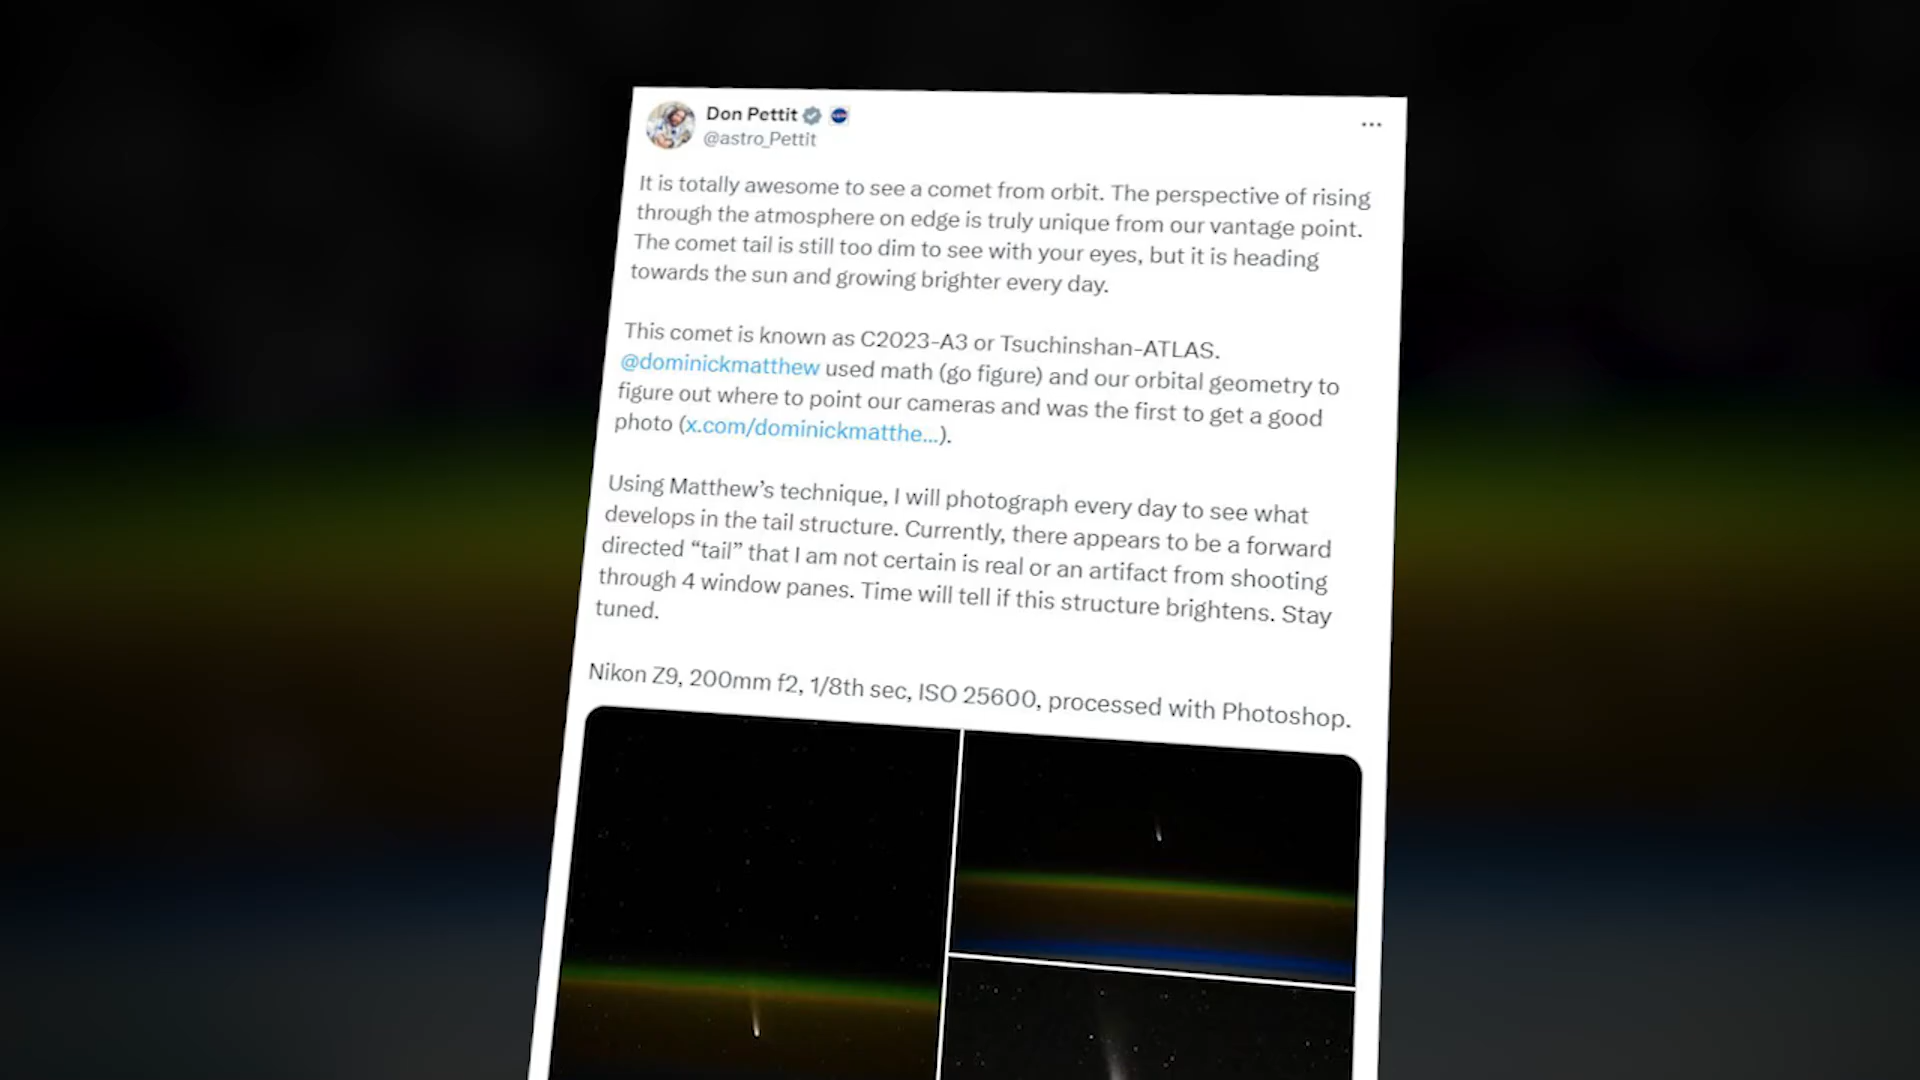 Don Pettit
@astro_Pettit
It is totally awesome to see a comet from orbit. The perspective of rising
through the atmosphere on edge is truly unique from our vantage point.
The comet tail is still too dim to see with your eyes, but it is heading
towards the sun and growing brighter every day.
This comet is known as C2023-A3 or Tsuchinshan-ATLAS.
@dominickmatthew used math (go figure) and our orbital geometry to
figure out where to point our cameras and was the first to get a good
photo (x.com/dominickmatthe...).
Using Matthew’s technique, I will photograph every day to see what
develops in the tail structure. Currently, there appears to be a forward
directed “tail” that I am not certain is real or an artifact from shooting
through 4 window panes. Time will tell if this structure brightens. Stay
tuned.
Nikon Z9, 200mm f2, 1/8th sec, ISO 25600, processed with Photoshop.